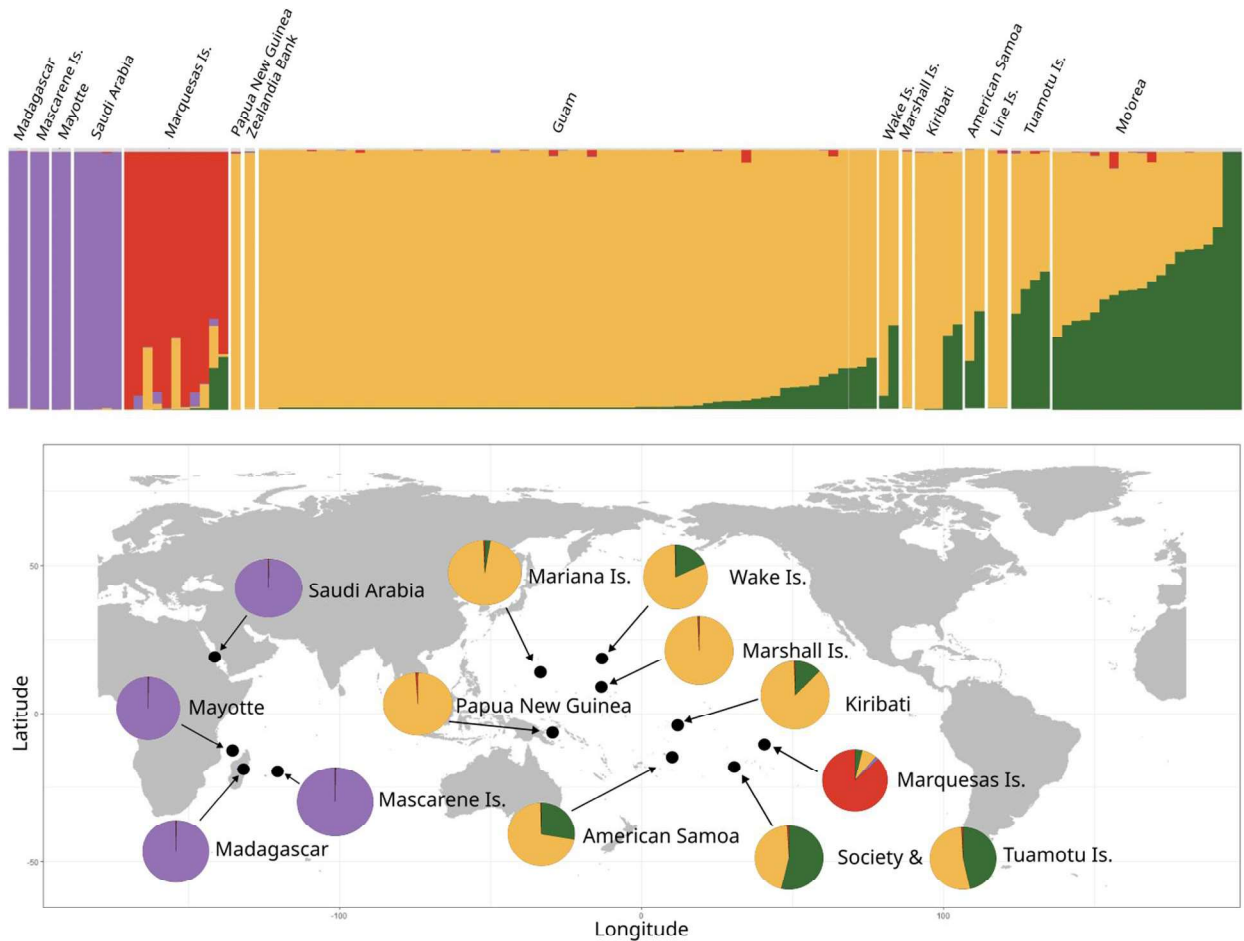 Madagascar
Mascarene Is.
Mayotte
Saudi Arabia
Marquesas Is.
Papua New Guinea
Zealandia Bank
Guam
Wake Is.
Marshall Is.
Kiribati
American Samoa
Line Is.
Tuamotu Is.
Mo'orea
Saudi Arabia
Mariana Is.
Wake Is.
Marshall Is.
Mayotte
Papua New Guinea
Kiribati
Mascarene Is.
Marquesas Is.
Madagascar
American Samoa
Society &
Tuamotu Is.
50
0
-50
Latitude
-100
0
100
Longitude